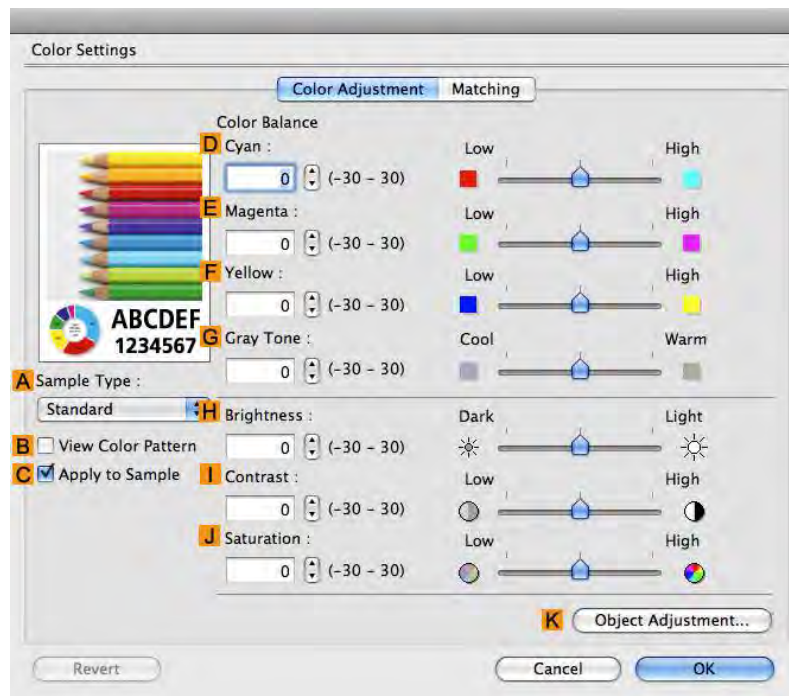 Color Settings
Color Adjustment Matching
Color Balance
D Cyan : Low High
0 (-30 - 30)
E Magenta : Low High
0 (-30 - 30)
F Yellow : Low High
0 (-30 - 30)
ABCDEF
1234567
G Gray Tone : Cool Warm
0 (-30 - 30)
A Sample Type :
Standard
B View Color Pattern
C Apply to Sample
H Brightness : Dark Light
0 (-30 - 30)
I Contrast : Low High
0 (-30 - 30)
J Saturation : Low High
0 (-30 - 30)
K Object Adjustment...
Revert Cancel OK